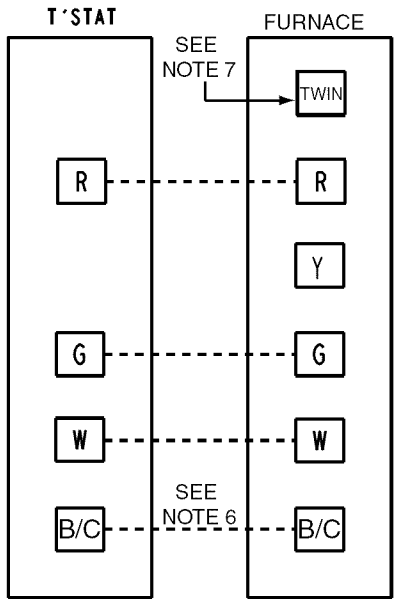 T'STAT
FURNACE
SEE
NOTE 7
TWIN
R
R
Y
G
G
W
W
SEE
NOTE 6
B/C
B/C